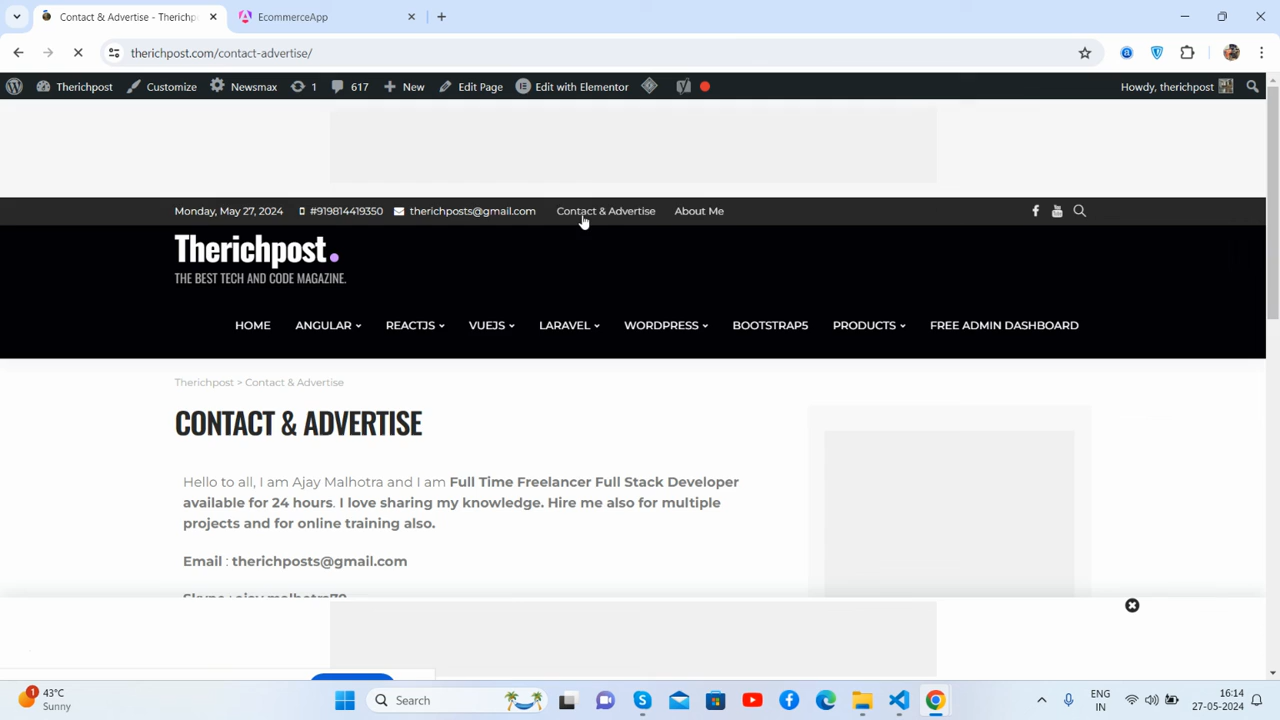 Contact & Advertise - Therichp
EcommerceApp
therichpost.com/contact-advertise/
Therichpost
Customize
Newsmax
1
617
New
Edit Page
Edit with Elementor
Howdy, therichpost
Monday, May 27, 2024
#919814419350
therichposts@gmail.com
Contact & Advertise
About Me
Therichpost.
THE BEST TECH AND CODE MAGAZINE.
HOME
ANGULAR
REACTJS
VUEJS
LARAVEL
WORDPRESS
BOOTSTRAP5
PRODUCTS
FREE ADMIN DASHBOARD
Therichpost > Contact & Advertise
CONTACT & ADVERTISE
Hello to all, I am Ajay Malhotra and I am Full Time Freelancer Full Stack Developer
available for 24 hours. I love sharing my knowledge. Hire me also for multiple
projects and for online training also.
Email : therichposts@gmail.com
1
43°C
Sunny
Search
ENG
IN
16:14
27-05-2024